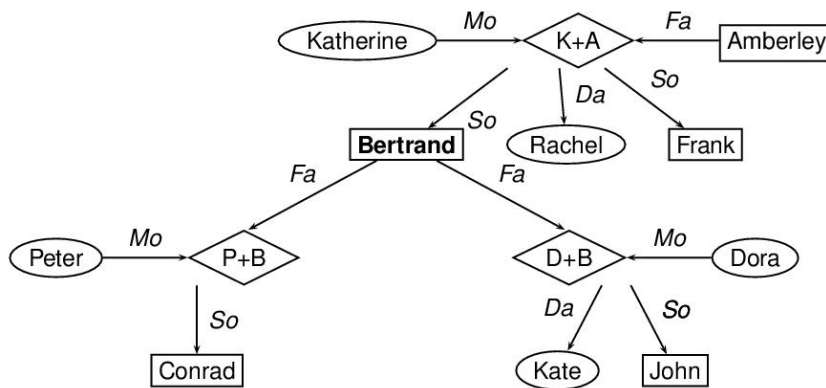 Katherine Mo K+A Fa Amberley
So Da So
Bertrand Rachel Frank
Fa Fa
Peter Mo P+B D+B Mo Dora
So Da So
Conrad Kate John